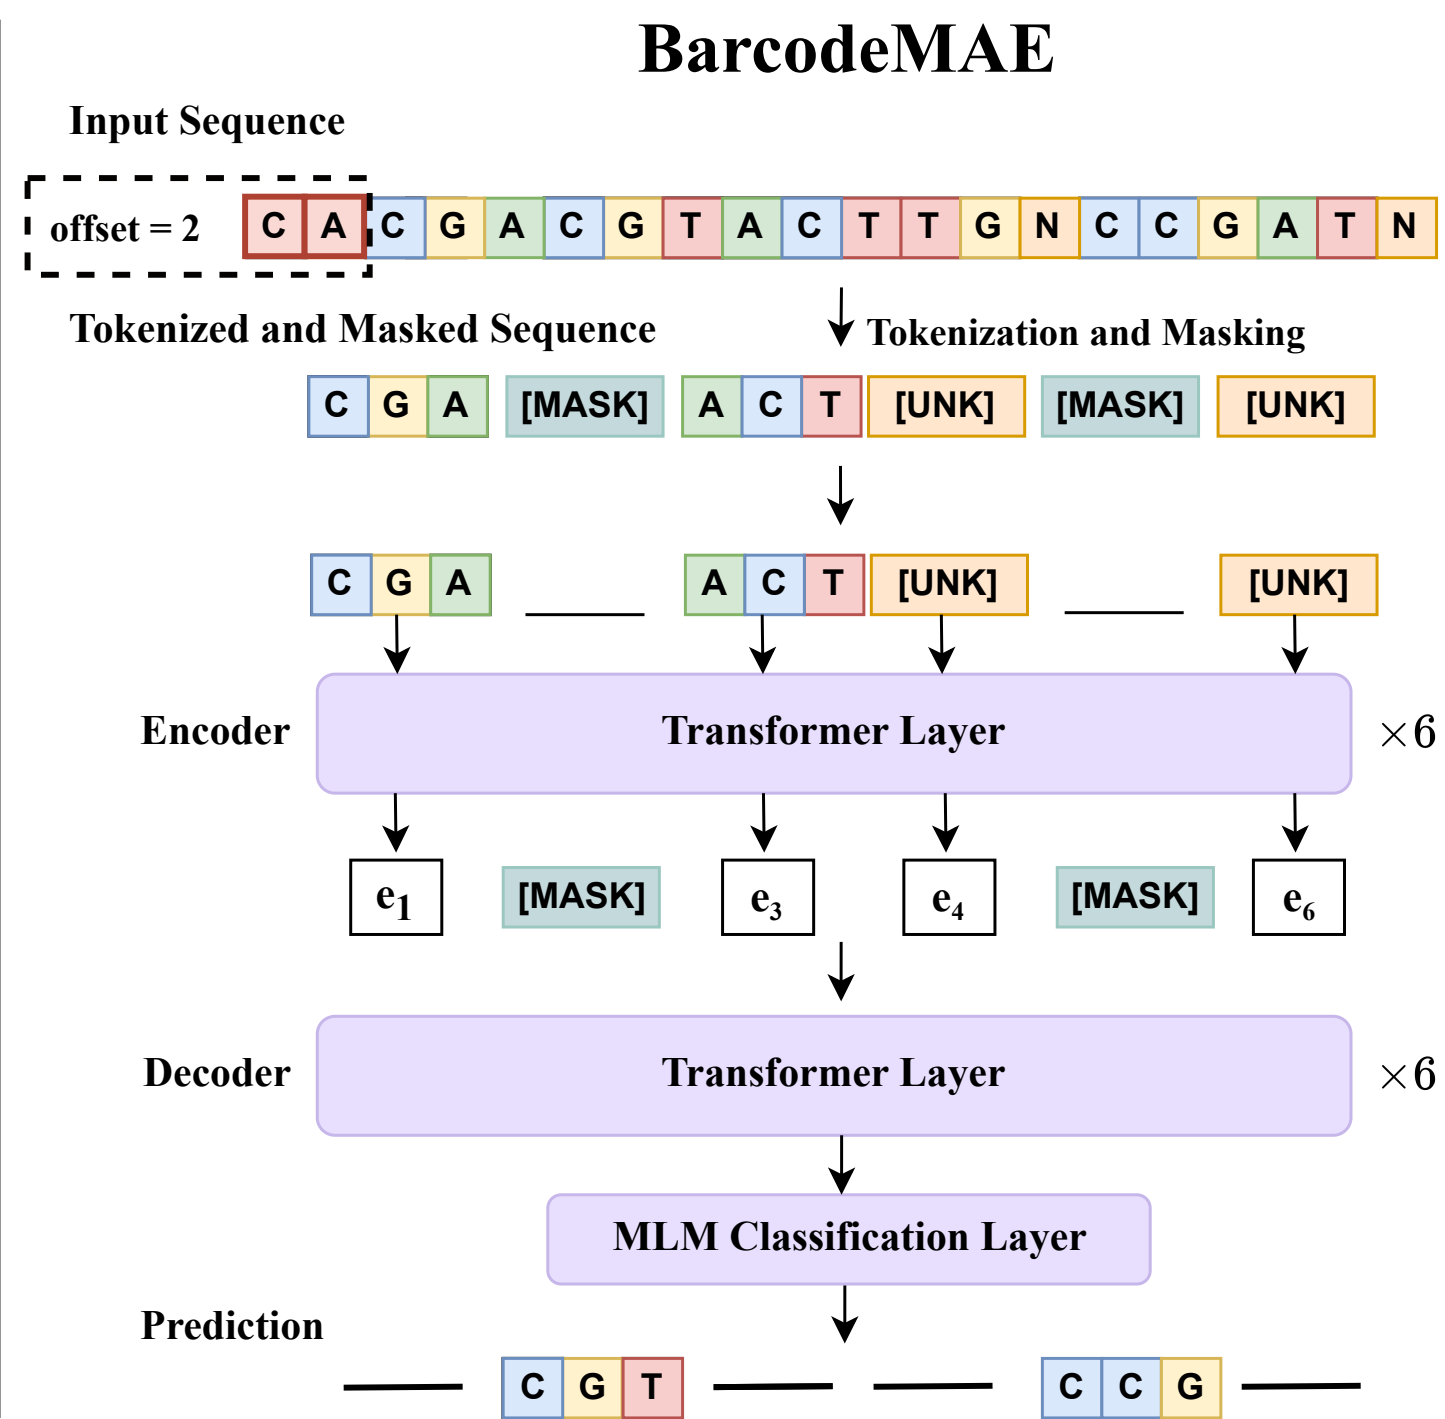 BarcodeMAE
Input Sequence
offset = 2 C A C G A C G T A C T T G N C C G A T N
Tokenized and Masked Sequence Tokenization and Masking
C G A [MASK] A C T [UNK] [MASK] [UNK]
C G A A C T [UNK] [UNK]
Encoder Transformer Layer ×6
e1 [MASK] e3 e4 [MASK] e6
Decoder Transformer Layer ×6
MLM Classification Layer
Prediction
C G T C C G